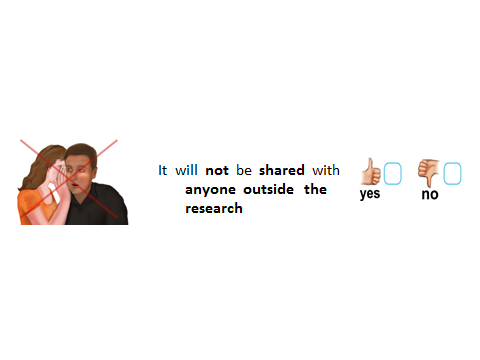 It will not be shared with
anyone outside the
research
yes no